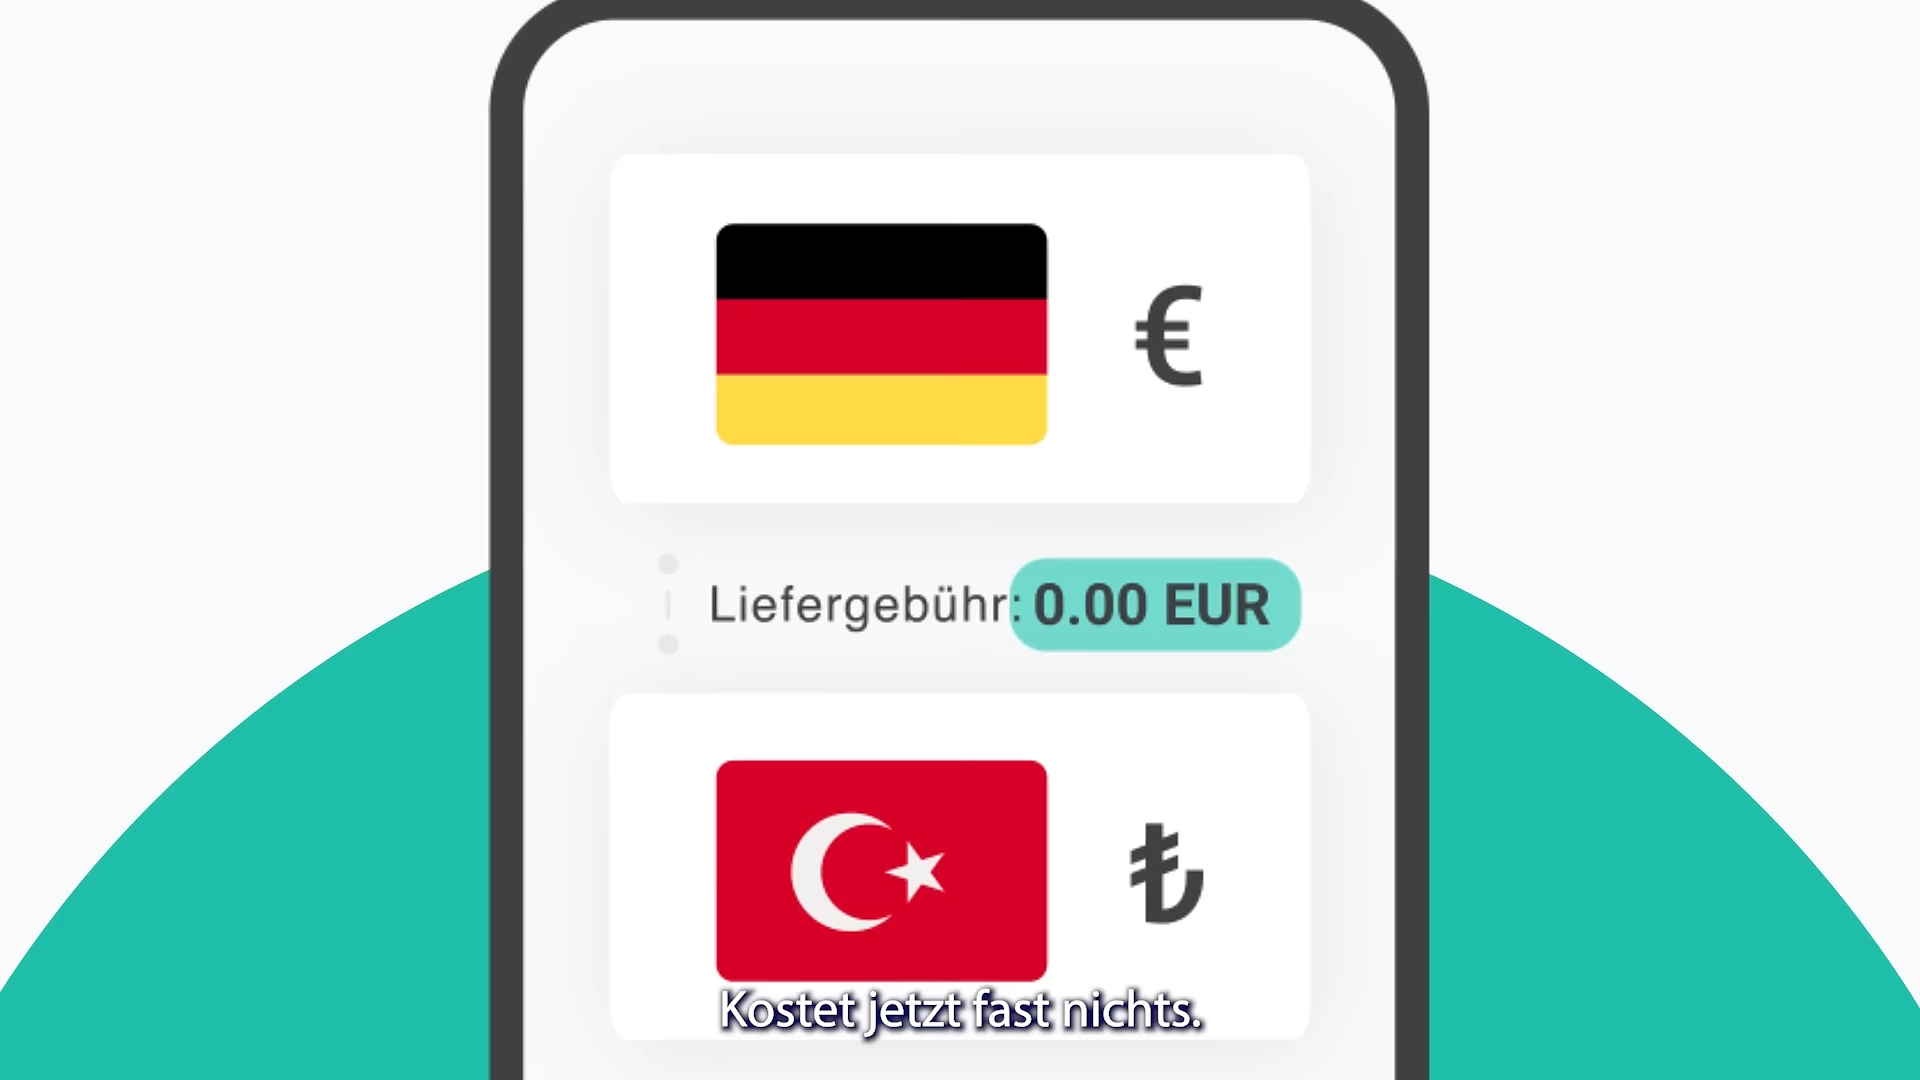 €
Liefergebühr: 0.00 EUR
₺
Kostet jetzt fast nichts.